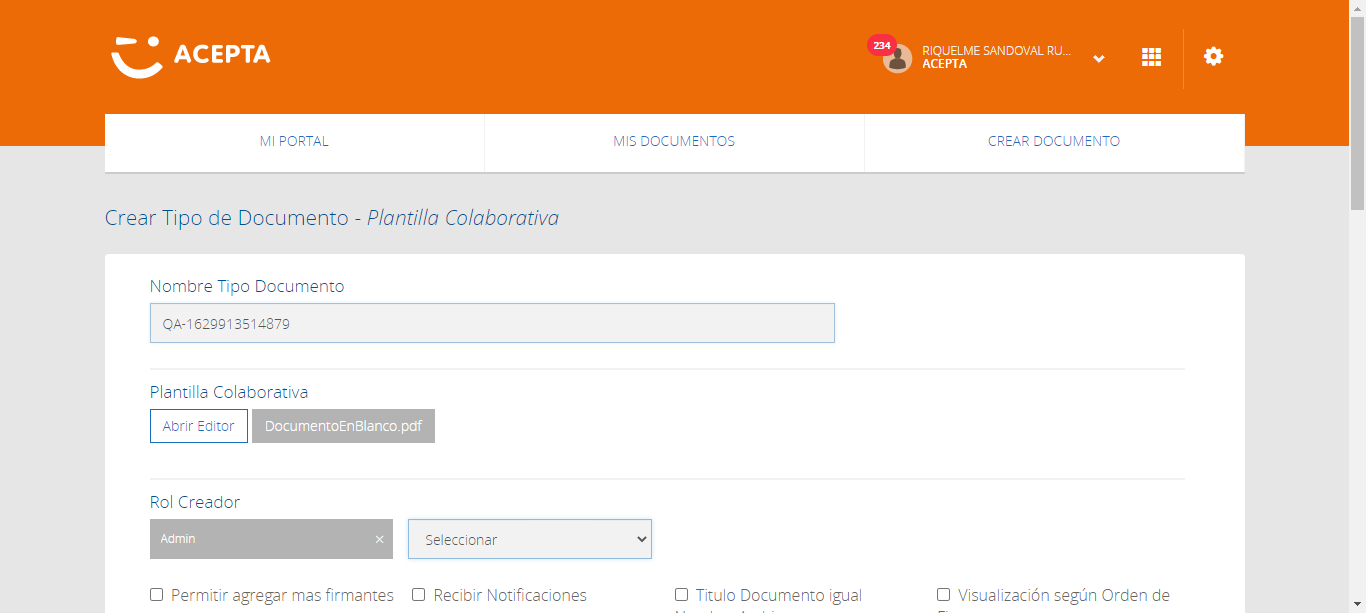 ACEPTA
234
RIQUELME SANDOVAL RU...
ACEPTA
MI PORTAL
MIS DOCUMENTOS
CREAR DOCUMENTO
Crear Tipo de Documento - Plantilla Colaborativa
Nombre Tipo Documento
QA-1629913514879
Plantilla Colaborativa
Abrir Editor
DocumentoEnBlanco.pdf
Rol Creador
Admin ×
Seleccionar
Permitir agregar mas firmantes
Recibir Notificaciones
Titulo Documento igual
Visualización según Orden de